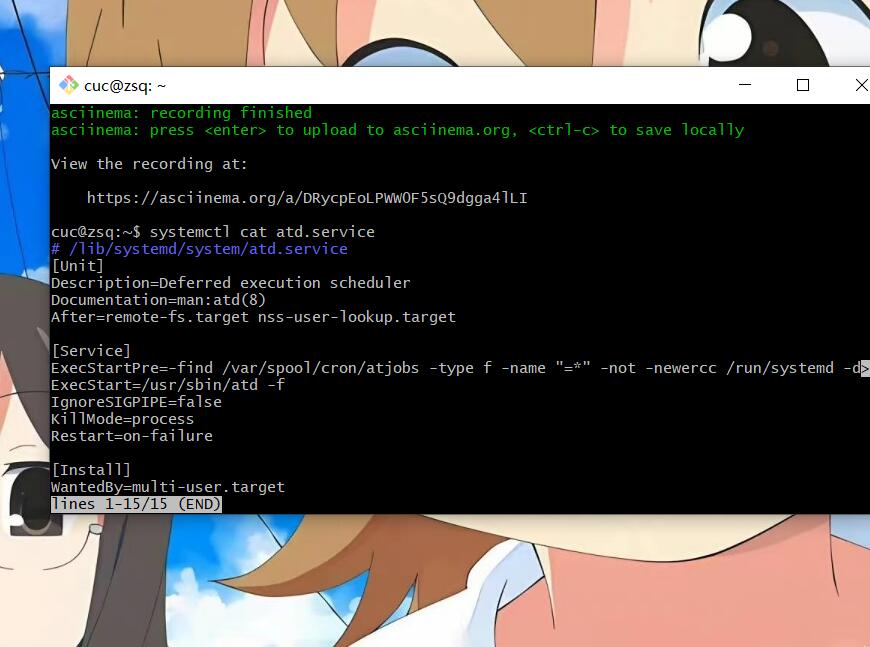 cuc@zsq: ~
asciinema: recording finished
asciinema: press <enter> to upload to asciinema.org, <ctrl-c> to save locally
View the recording at:
https://asciinema.org/a/DRycpEoLPWWOF5sQ9dgga4lLI
cuc@zsq:~$ systemctl cat atd.service
# /lib/systemd/system/atd.service
[Unit]
Description=Deferred execution scheduler
Documentation=man:atd(8)
After=remote-fs.target nss-user-lookup.target
[Service]
ExecStartPre=-find /var/spool/cron/atjobs -type f -name "=*" -not -newercc /run/systemd -d>
ExecStart=/usr/sbin/atd -f
IgnoreSIGPIPE=false
KillMode=process
Restart=on-failure
[Install]
WantedBy=multi-user.target
lines 1-15/15 (END)